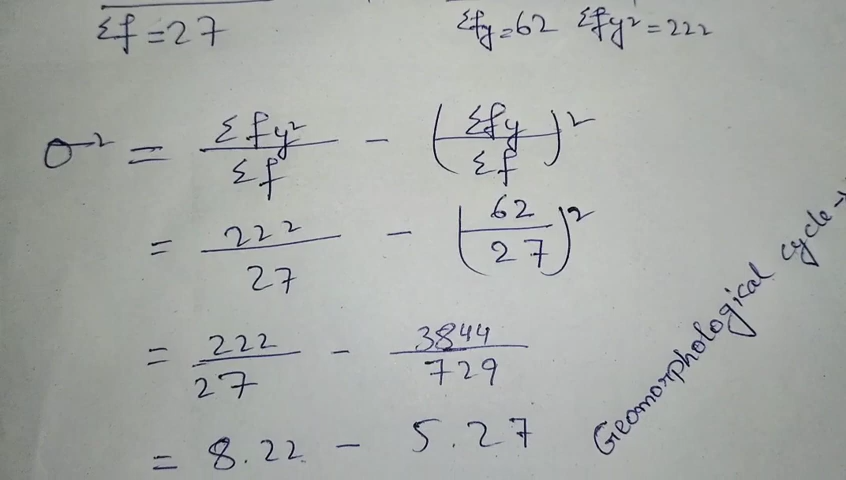 Σf = 27 Σfy = 62 Σfy² = 222
σ² = Σfy²/Σf - (Σfy/Σf)²
= 222/27 - (62/27)²
= 222/27 - 3844/729
= 8.22 - 5.27
Geomorphological cycle→